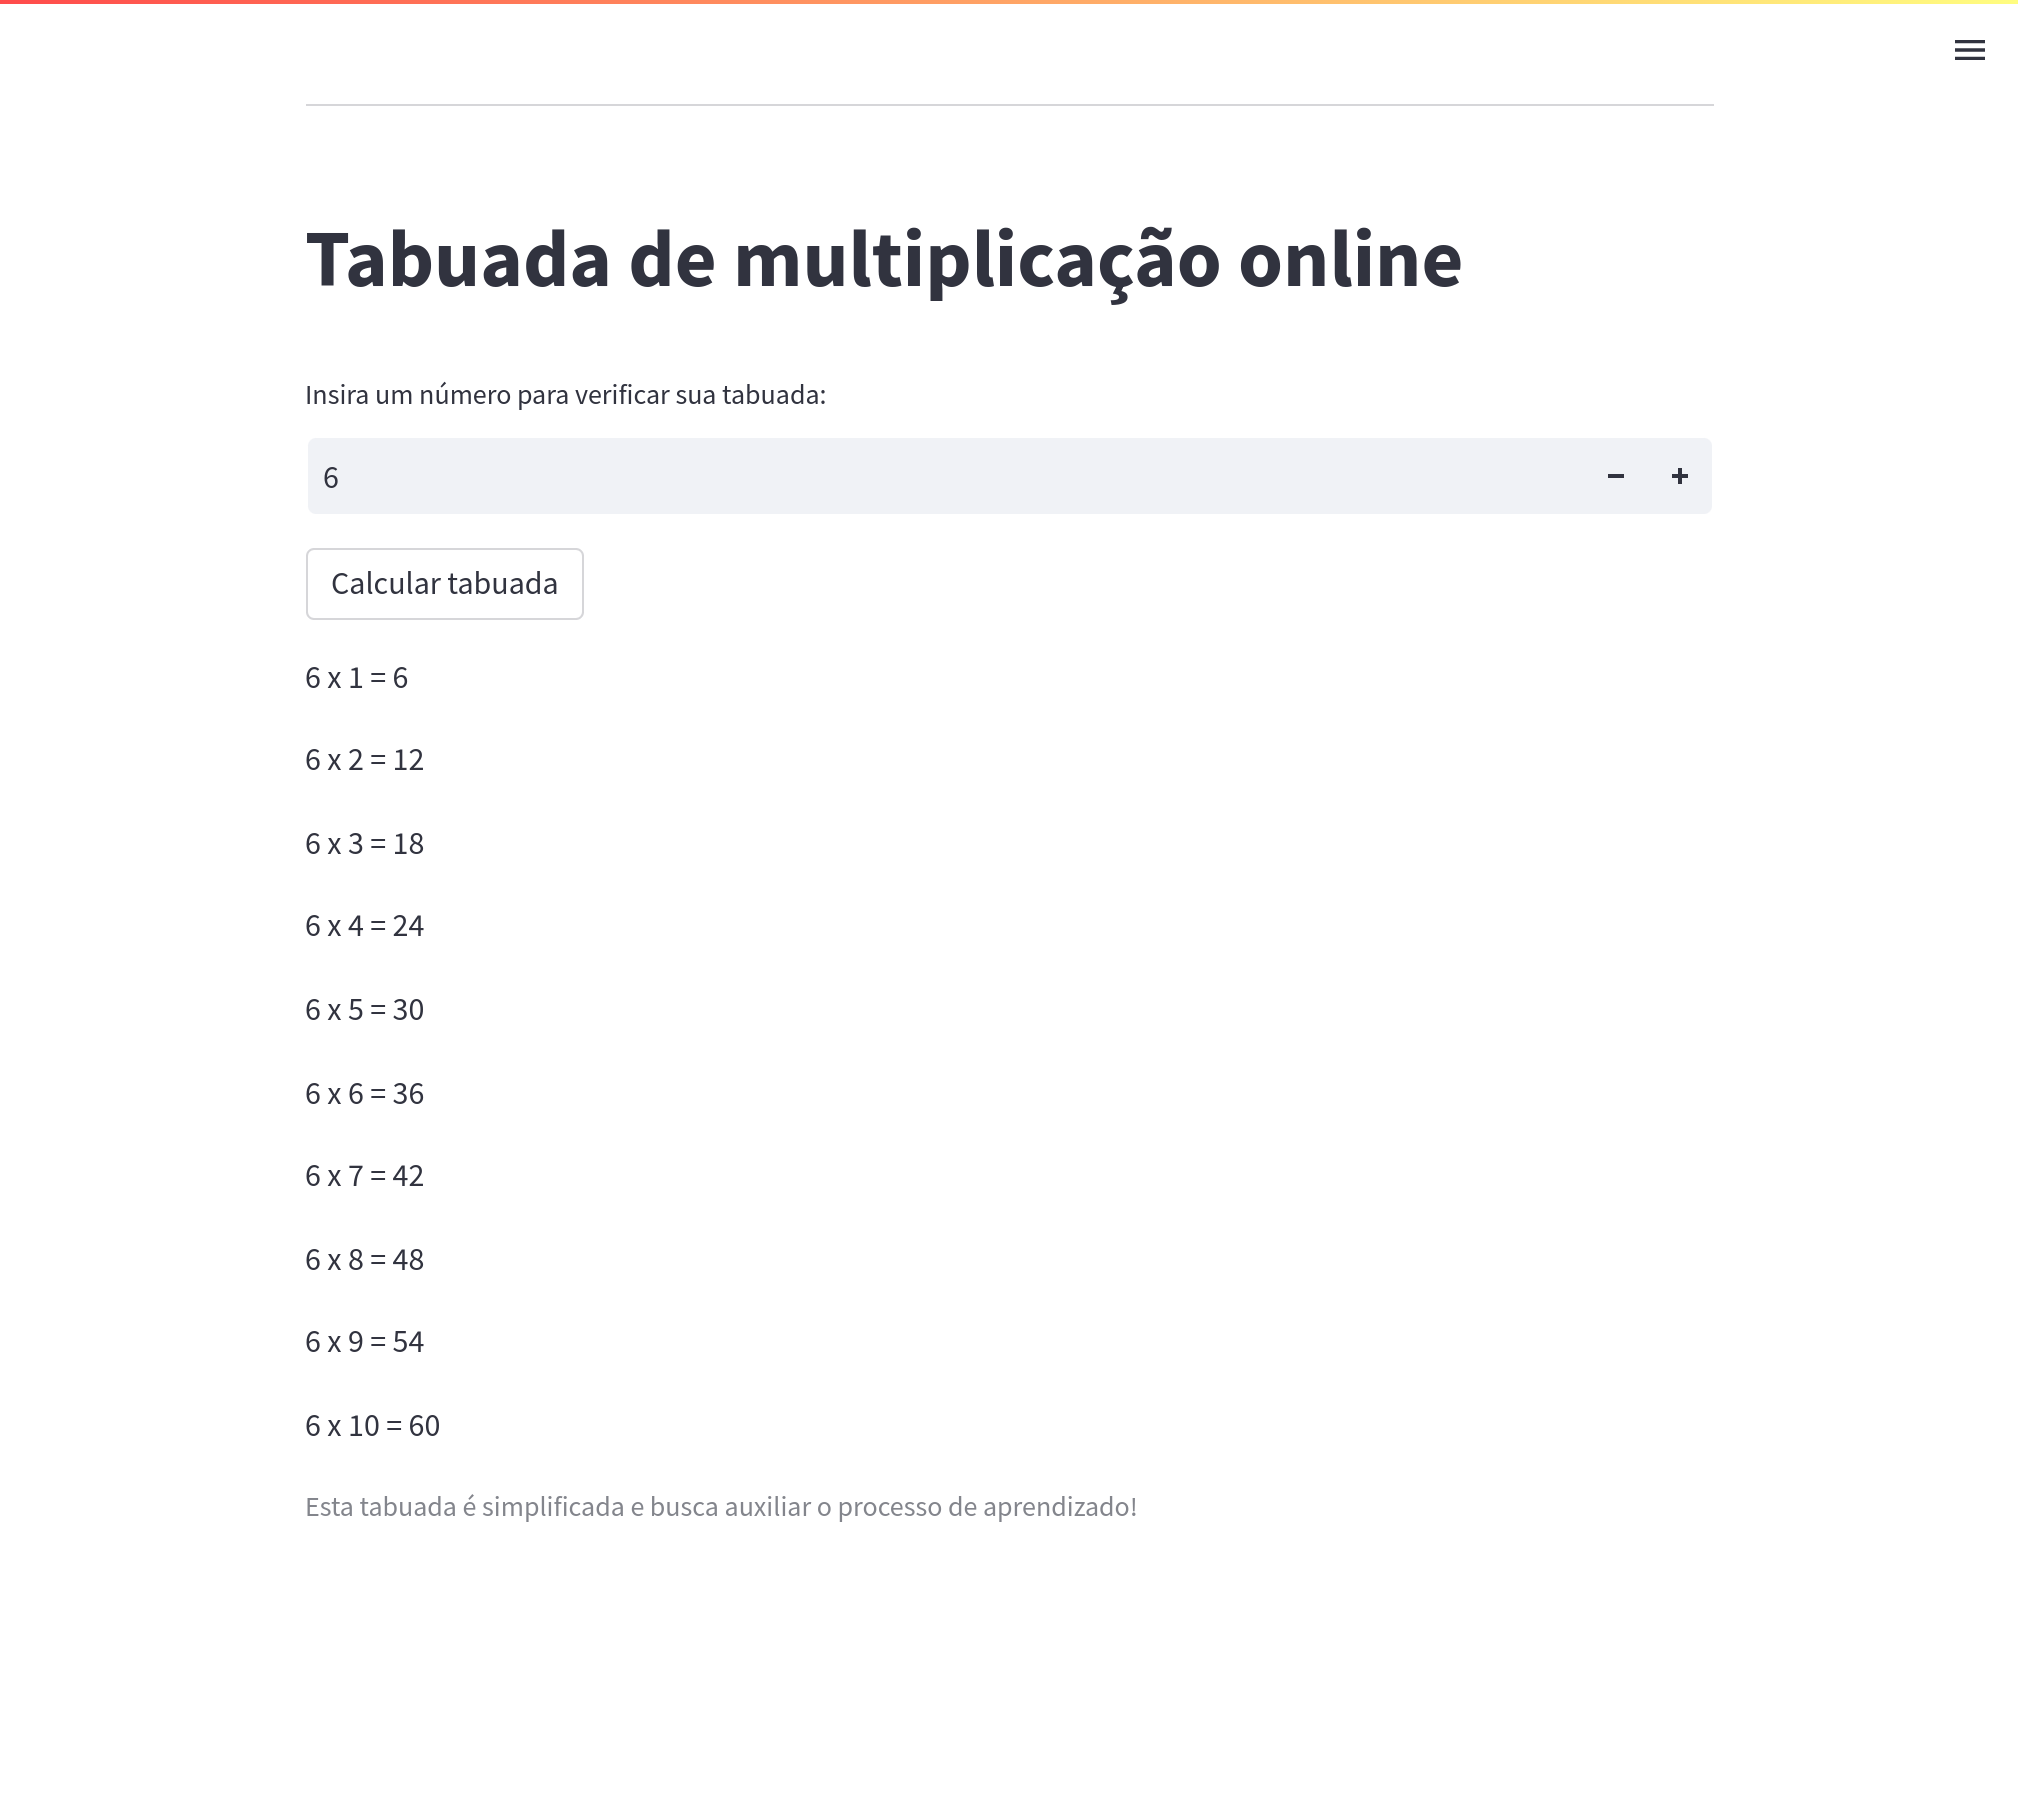 Tabuada de multiplicação online
Insira um número para verificar sua tabuada:
6
Calcular tabuada
6 x 1 = 6
6 x 2 = 12
6 x 3 = 18
6 x 4 = 24
6 x 5 = 30
6 x 6 = 36
6 x 7 = 42
6 x 8 = 48
6 x 9 = 54
6 x 10 = 60
Esta tabuada é simplificada e busca auxiliar o processo de aprendizado!